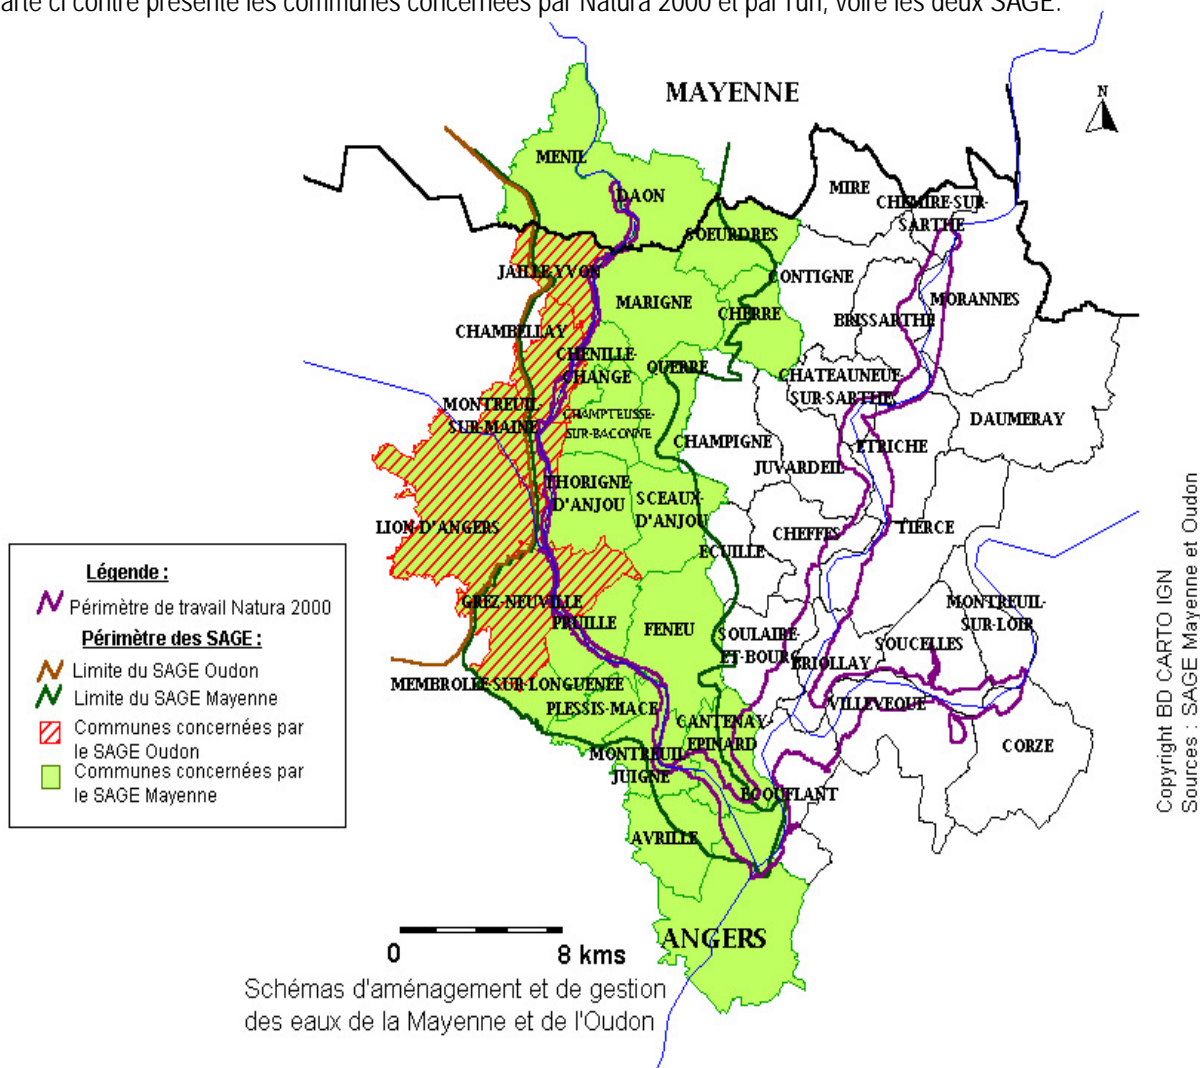 arte ci contre présente les communes concernées par Natura 2000 et par l'un, voire les deux SAGE.
MAYENNE
N
MENIL
DAON
MIRE
CHEMIRE-SUR-
SARTHE
SOEURDRES
JAILLE-YVON
CONTIGNE
MARIGNE
MORANNES
CHERRE
BRISSARTHE
CHAMBELLAY
CHENILLE-
CHANGE
QUERRE
CHATEAUNEUF-
SUR-SARTHE
MONTREUIL-
SUR-MAINE
CHAMPTEUSSE-
SUR-BACONNE
DAUMERAY
CHAMPIGNE
ETRICHE
JUVARDEIL
THORIGNE-
D'ANJOU
SCEAUX-
D'ANJOU
LION-D'ANGERS
CHEFFES
TIERCE
ECUILLE
GREZ-NEUVILLE
PRUILLE
FENEU
MONTREUIL-
SUR-LOIR
SOULAIRE-
ET-BOURG
SOUCELLES
BRIOLLAY
MEMBROLLE-SUR-LONGUENEE
PLESSIS-MACE
VILLEVEQUE
CANTENAY-
EPINARD
CORZE
MONTREUIL-
JUIGNE
ECOUFLANT
AVRILLE
ANGERS
Légende :
Périmètre de travail Natura 2000
Périmètre des SAGE :
Limite du SAGE Oudon
Limite du SAGE Mayenne
Communes concernées par
le SAGE Oudon
Communes concernées par
le SAGE Mayenne
0 8 kms
Schémas d'aménagement et de gestion
des eaux de la Mayenne et de l'Oudon
Copyright BD CARTO IGN
Sources : SAGE Mayenne et Oudon